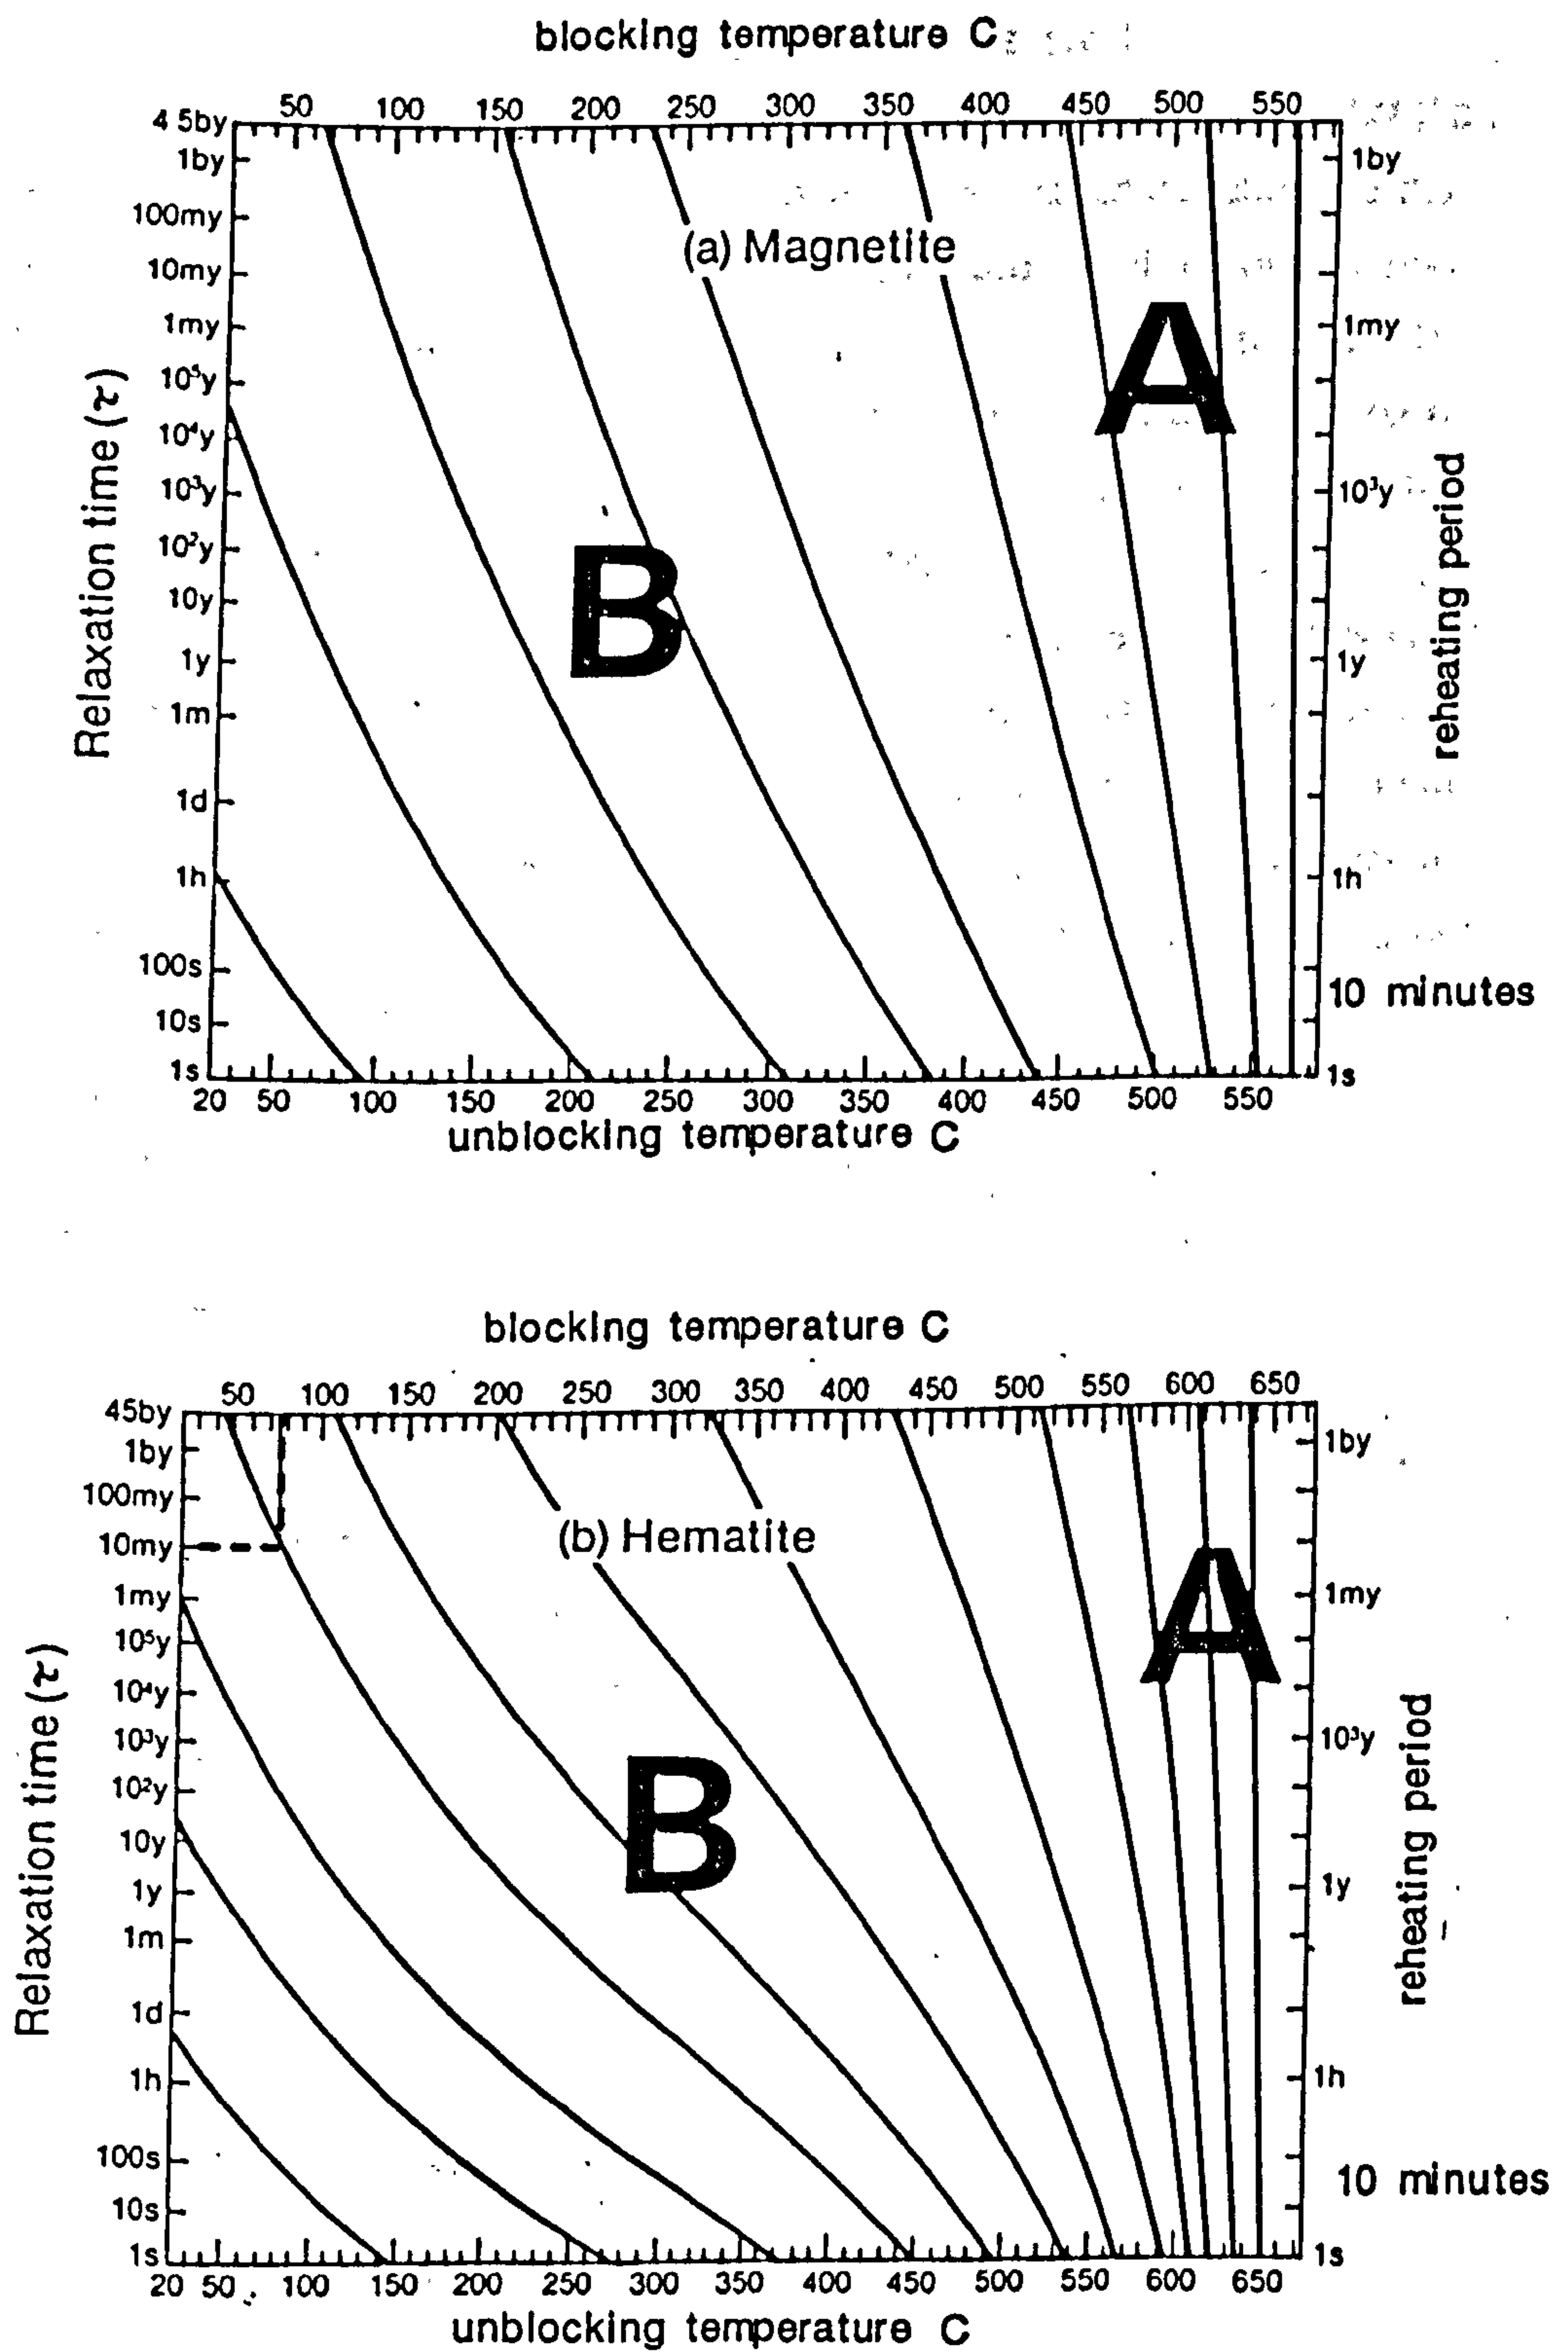 blocking temperature C
50 100 150 200 250 300 350 400 450 500 550
4 5by
1by
100my
10my
1my
10⁵y
10⁴y
10³y
10²y
10y
1y
1m
1d
1h
100s
10s
1s
Relaxation time (τ)
(a) Magnetite
A
B
1by
1my
10³y
1y
1h
10 minutes
1s
reheating period
20 50 100 150 200 250 300 350 400 450 500 550
unblocking temperature C
blocking temperature C
50 100 150 200 250 300 350 400 450 500 550 600 650
45by
1by
100my
10my
1my
10⁵y
10⁴y
10³y
10²y
10y
1y
1m
1d
1h
100s
10s
1s
Relaxation time (τ)
(b) Hematite
A
B
1by
1my
10³y
1y
1h
10 minutes
1s
reheating period
20 50 100 150 200 250 300 350 400 450 500 550 600 650
unblocking temperature C